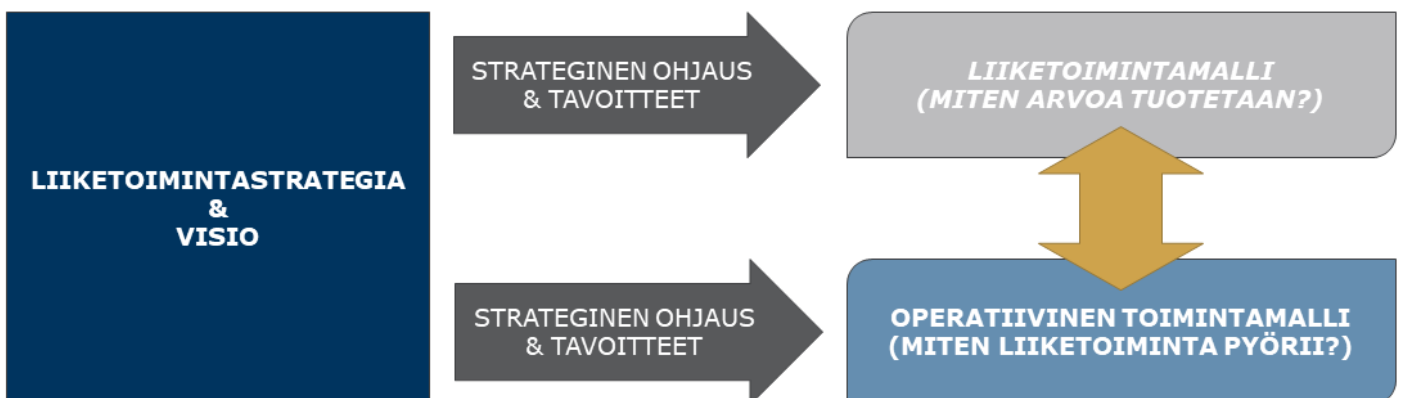 LIIKETOIMINTASTRATEGIA
&
VISIO
STRATEGINEN OHJAUS
& TAVOITTEET
LIIKETOIMINTAMALLI
(MITEN ARVOA TUOTETAAN?)
STRATEGINEN OHJAUS
& TAVOITTEET
OPERATIIVINEN TOIMINTAMALLI
(MITEN LIIKETOIMINTA PYÖRII?)